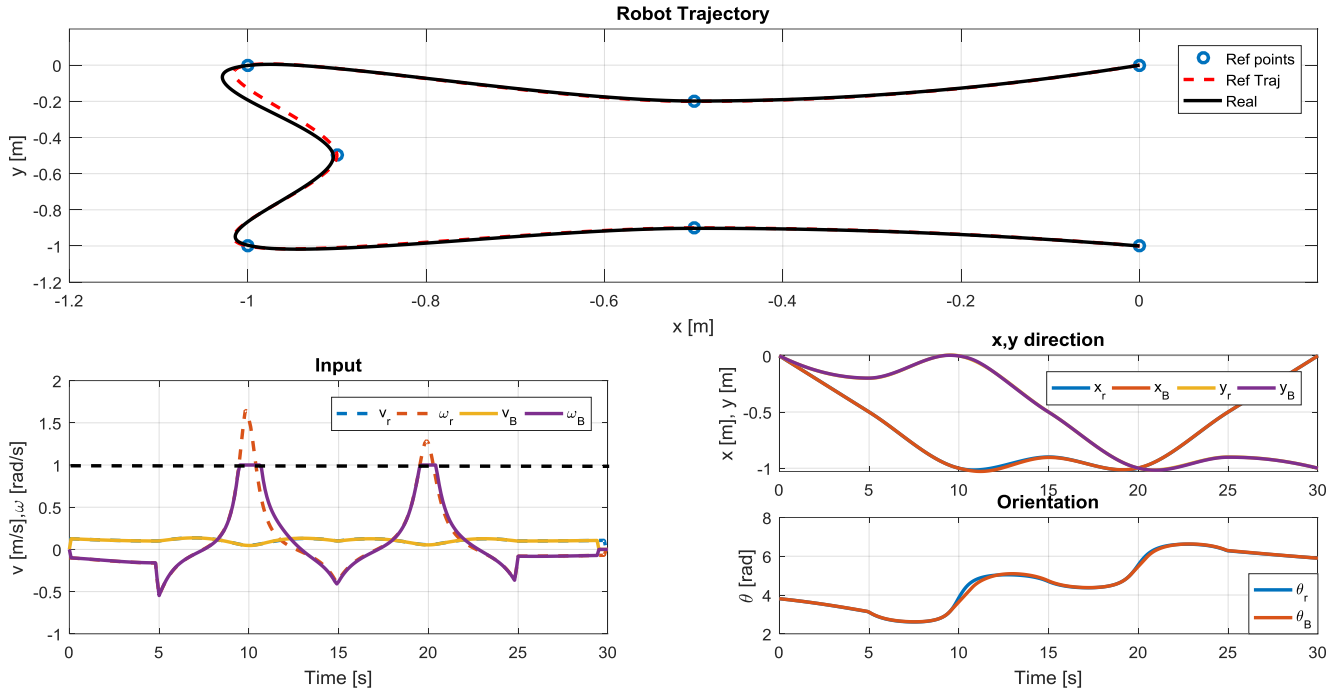 Robot Trajectory
0
-0.2
-0.4
-0.6
-0.8
-1
-1.2
y [m]
Ref points
Ref Traj
Real
-1.2
-1
-0.8
-0.6
-0.4
-0.2
0
x [m]
Input
2
1.5
1
0.5
0
-0.5
-1
v [m/s],ω [rad/s]
v_r
ω_r
v_B
ω_B
0
5
10
15
20
25
30
Time [s]
x,y direction
0
-0.5
-1
x [m], y [m]
x_r
x_B
y_r
y_B
0
5
10
15
20
25
30
Orientation
8
6
4
2
θ [rad]
θ_r
θ_B
0
5
10
15
20
25
30
Time [s]